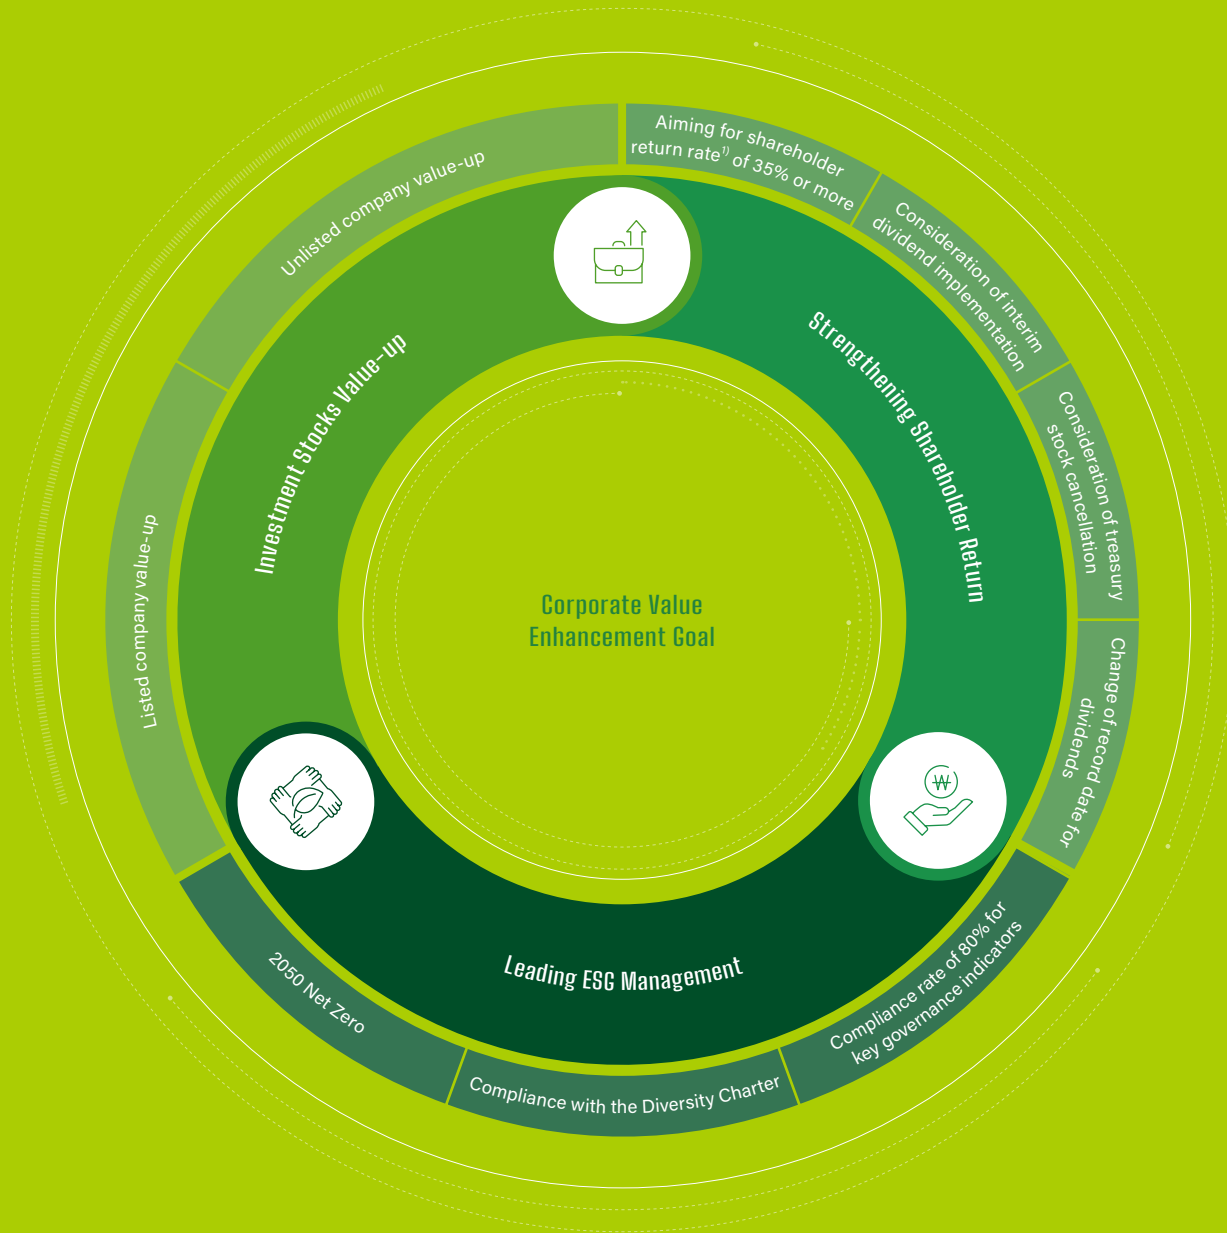 Corporate Value
Enhancement Goal
Strengthening Shareholder Return
Aiming for shareholder
return rate¹⁾ of 35% or more
Consideration of interim
dividend implementation
Consideration of treasury
stock cancellation
Change of record date for
dividends
Leading ESG Management
Compliance rate of 80% for
key governance indicators
Compliance with the Diversity Charter
2050 Net Zero
Investment Stocks Value-up
Listed company value-up
Unlisted company value-up
₩